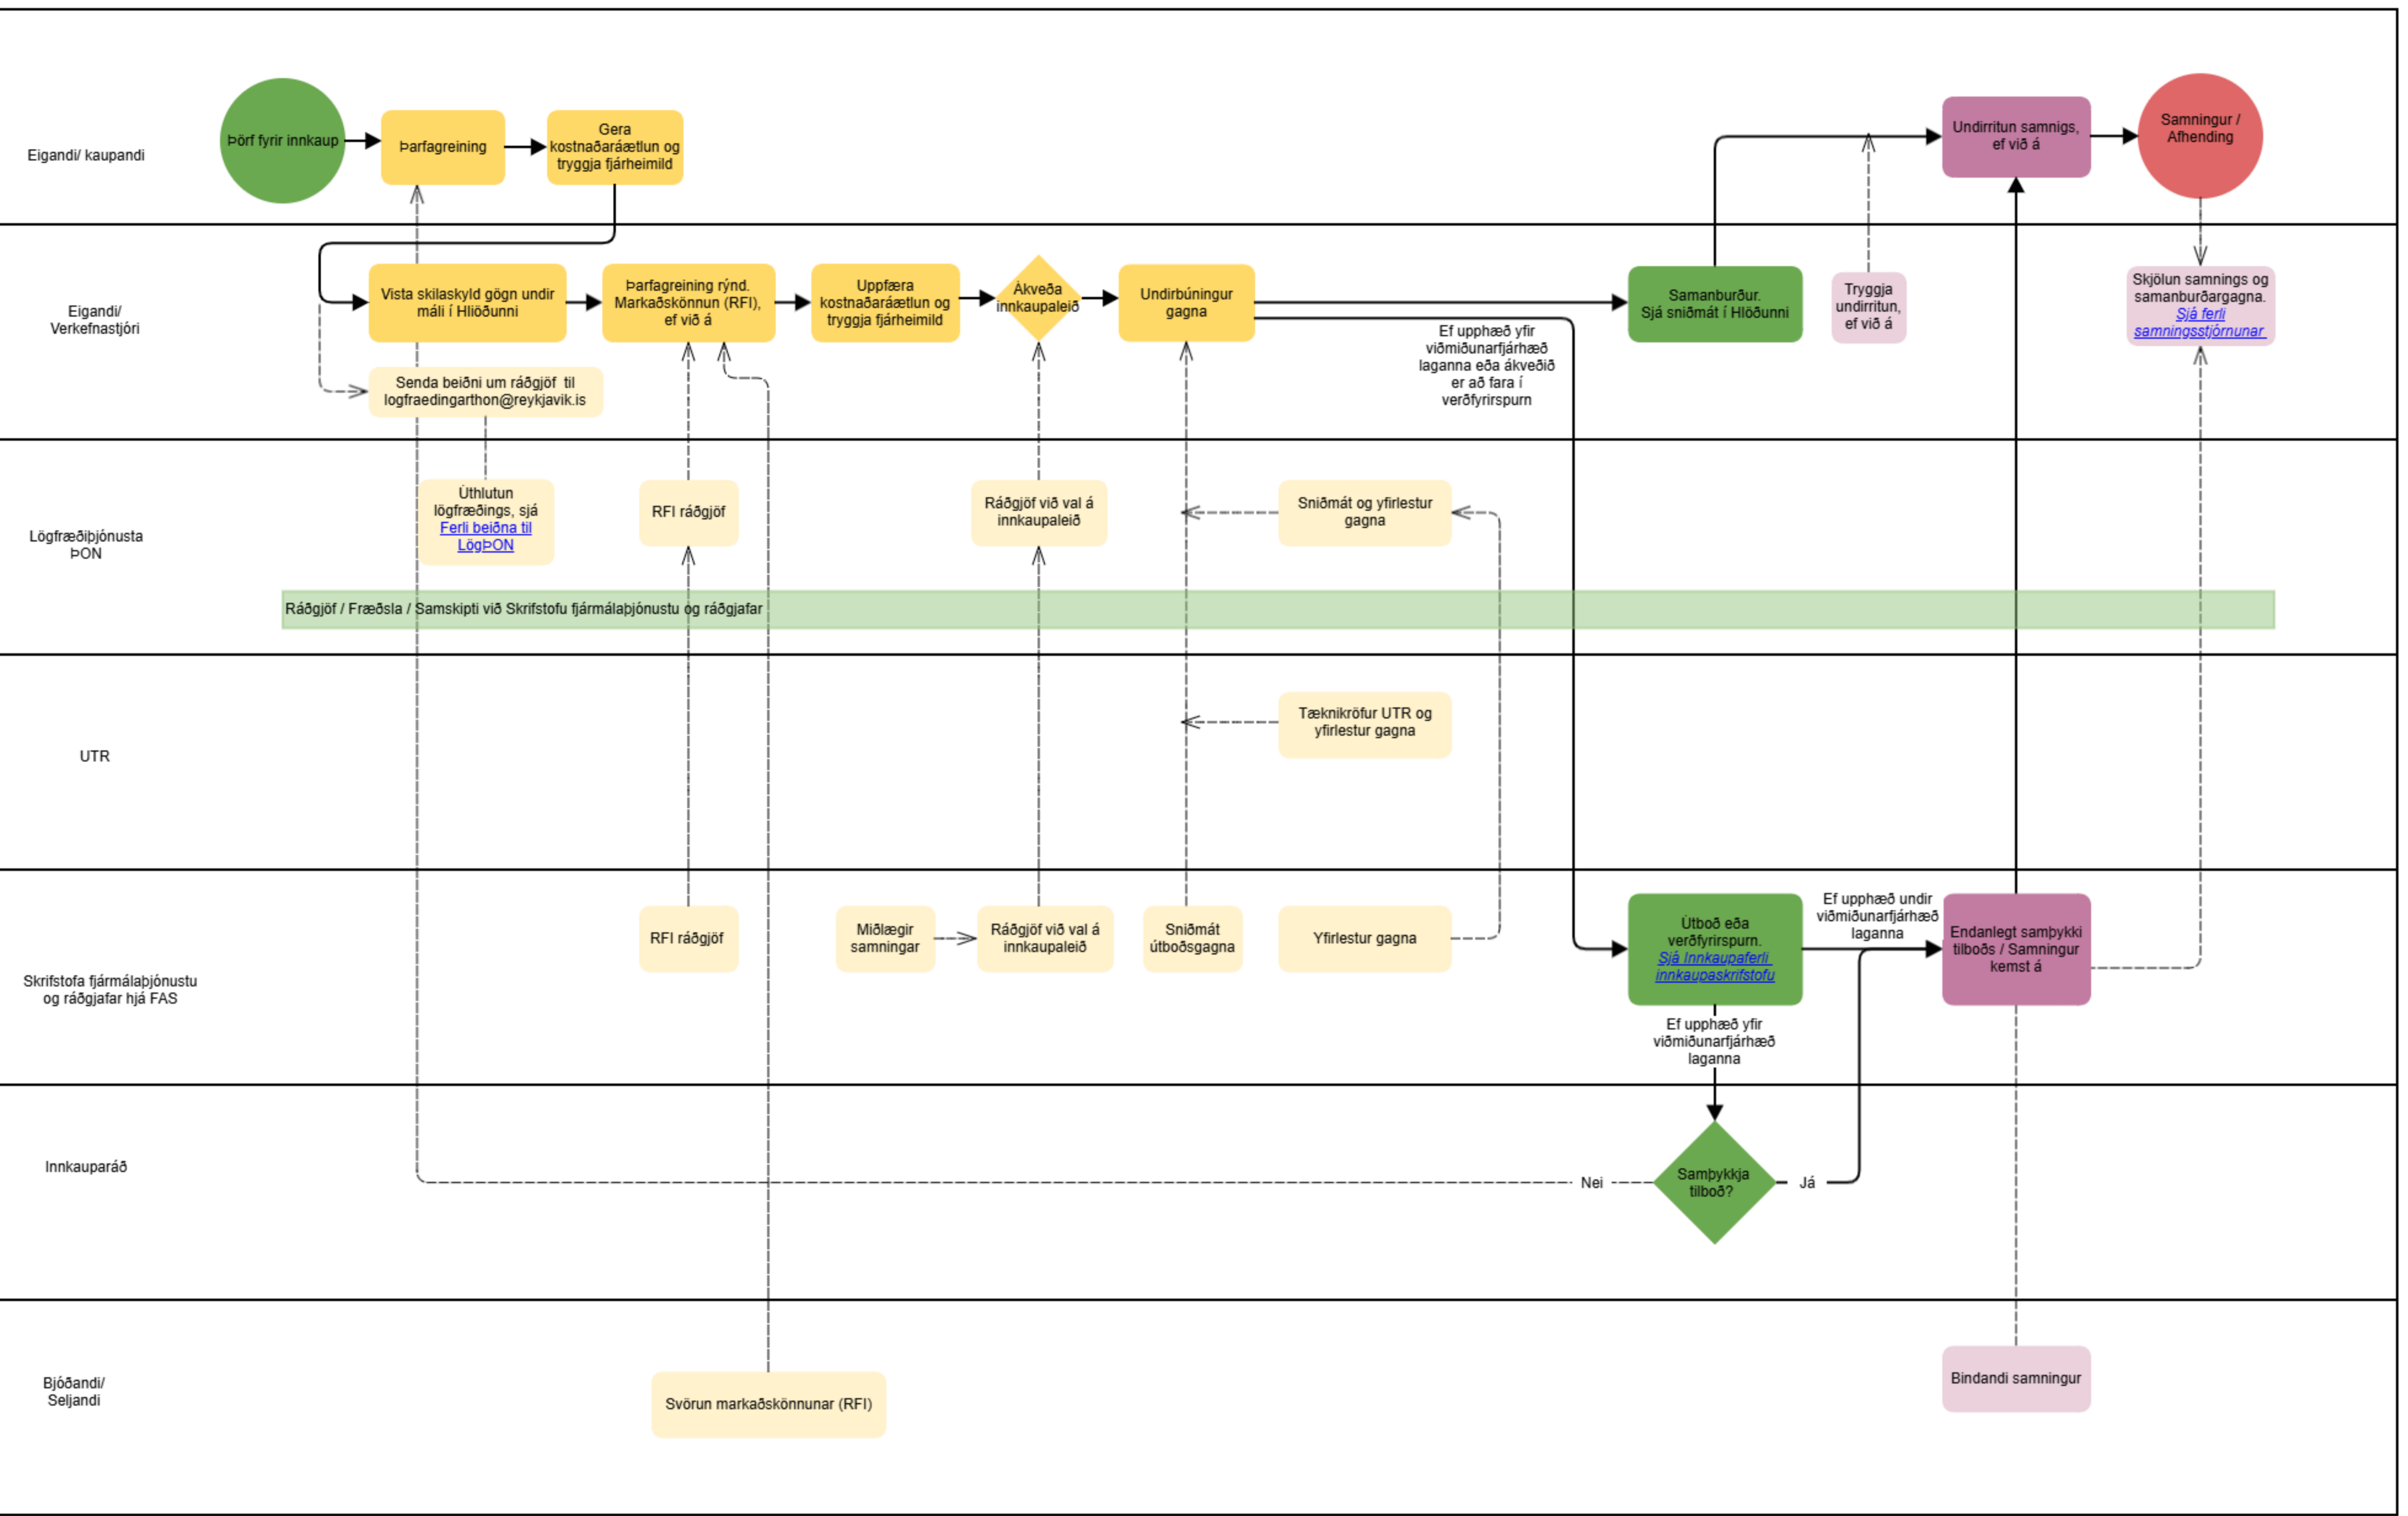 Eigandi/ kaupandi
Þörf fyrir innkaup
Þarfagreining
Gera
kostnaðaráætlun og
tryggja fjárheimild
Undirritun samnigs,
ef við á
Samningur /
Afhending
Eigandi/
Verkefnastjóri
Vista skilaskyld gögn undir
máli í Hlíöðunni
Þarfagreining rýnd.
Markaðskönnun (RFI),
ef við á
Uppfæra
kostnaðaráætlun og
tryggja fjárheimild
Ákveða
innkaupaleið
Undirbúningur
gagna
Ef upphæð yfir
viðmiðunarfjárhæð
laganna eða ákveðið
er að fara í
verðfyrirspurn
Samanburður.
Sjá sniðmát í Hlöðunni
Tryggja
undirritun,
ef við á
Skjölun samnings og
samanburðargagna.
Sjá ferli
samningsstjórnunar
Senda beiðni um ráðgjöf til
logfraedingarthon@reykjavik.is
Lögfræðiþjónusta
ÞON
Úthlutun
lögfræðings, sjá
Ferli beiðna til
LögÞON
RFI ráðgjöf
Ráðgjöf við val á
innkaupaleið
Sniðmát og yfirlestur
gagna
Ráðgjöf / Fræðsla / Samskipti við Skrifstofu fjármálaþjónustu og ráðgjafar
UTR
Tæknikröfur UTR og
yfirlestur gagna
Skrifstofa fjármálaþjónustu
og ráðgjafar hjá FAS
RFI ráðgjöf
Miðlægir
samningar
Ráðgjöf við val á
innkaupaleið
Sniðmát
útboðsgagna
Yfirlestur gagna
Útboð eða
verðfyrirspurn.
Sjá Innkaupaferli
innkaupaskrifstofu
Ef upphæð undir
viðmiðunarfjárhæð
laganna
Endanlegt samþykki
tilboðs / Samningur
kemst á
Ef upphæð yfir
viðmiðunarfjárhæð
laganna
Innkauparáð
Nei
Samþykkja
tilboð?
Já
Bjóðandi/
Seljandi
Svörun markaðskönnunar (RFI)
Bindandi samningur